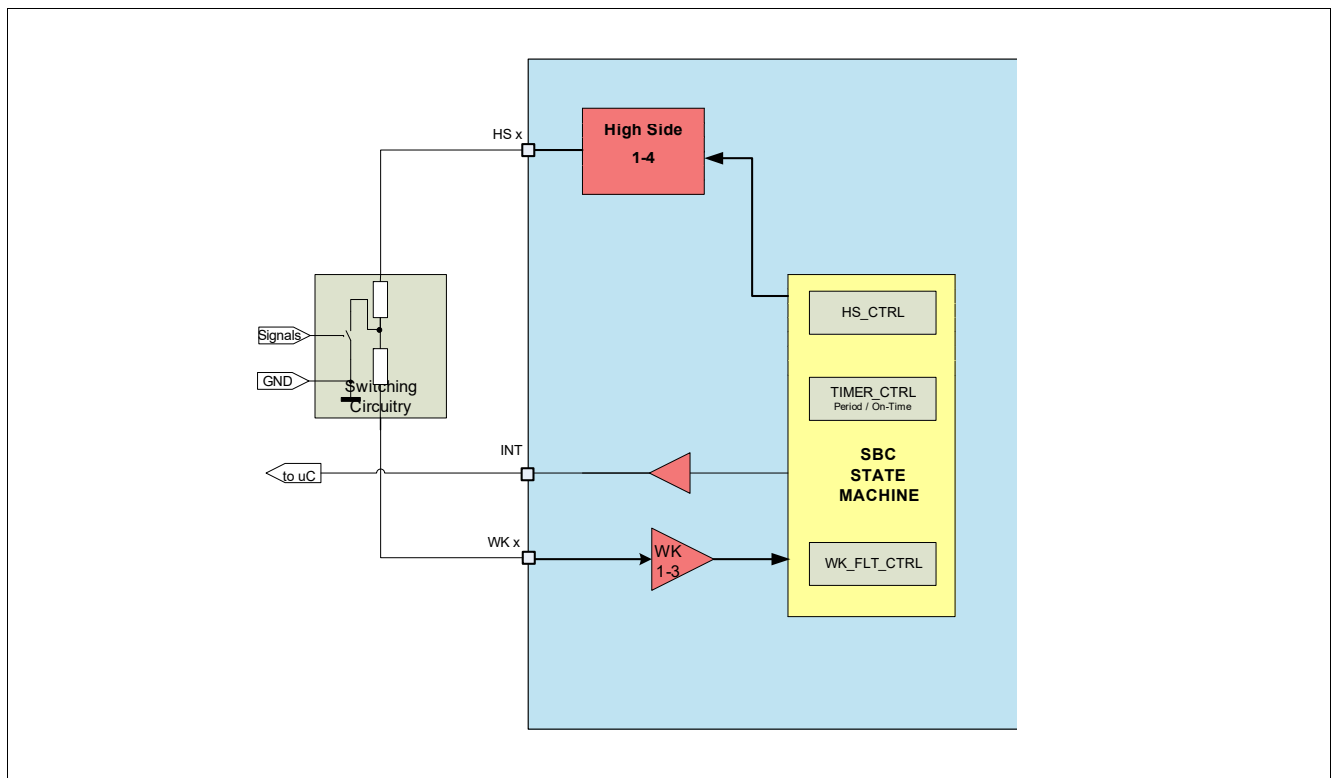 HS x
High Side
1-4
HS_CTRL
Signals
GND
Switching
Circuitry
TIMER_CTRL
Period / On-Time
INT
to uC
SBC
STATE
MACHINE
WK x
WK
1-3
WK_FLT_CTRL